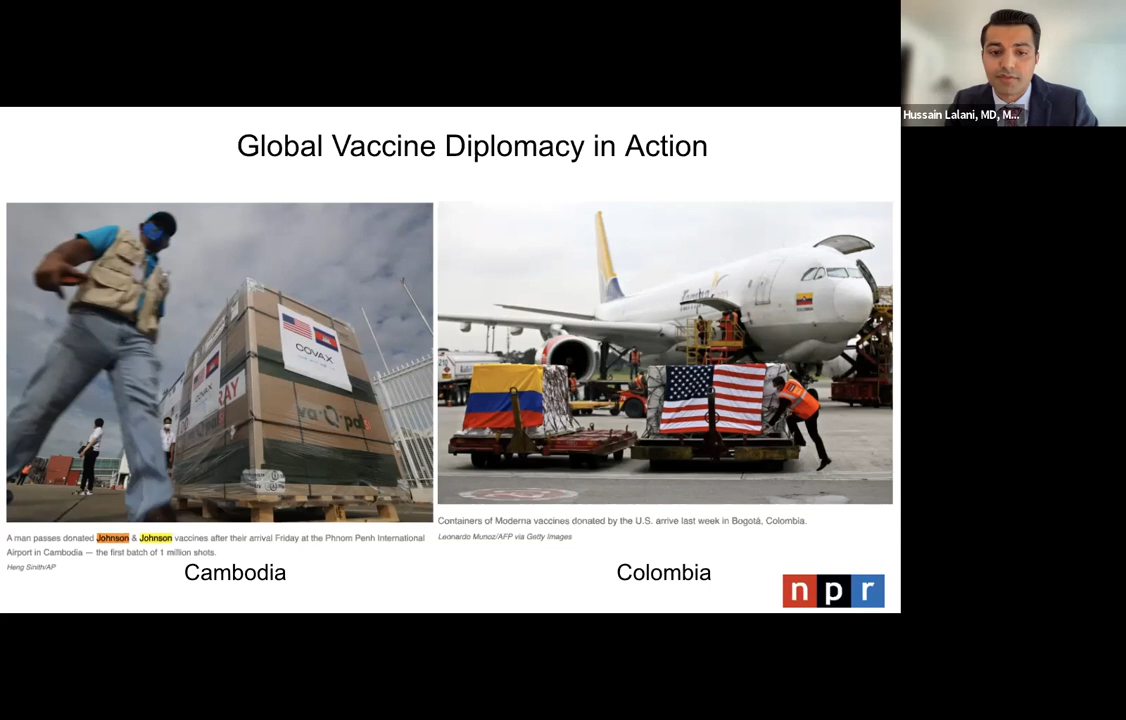 Hussain Lalani, MD, M...
Global Vaccine Diplomacy in Action
COVAX
A man passes donated Johnson & Johnson vaccines after their arrival Friday at the Phnom Penh International
Airport in Cambodia — the first batch of 1 million shots.
Heng Sinith/AP
Containers of Moderna vaccines donated by the U.S. arrive last week in Bogotá, Colombia.
Leonardo Munoz/AFP via Getty Images
Cambodia
Colombia
npr